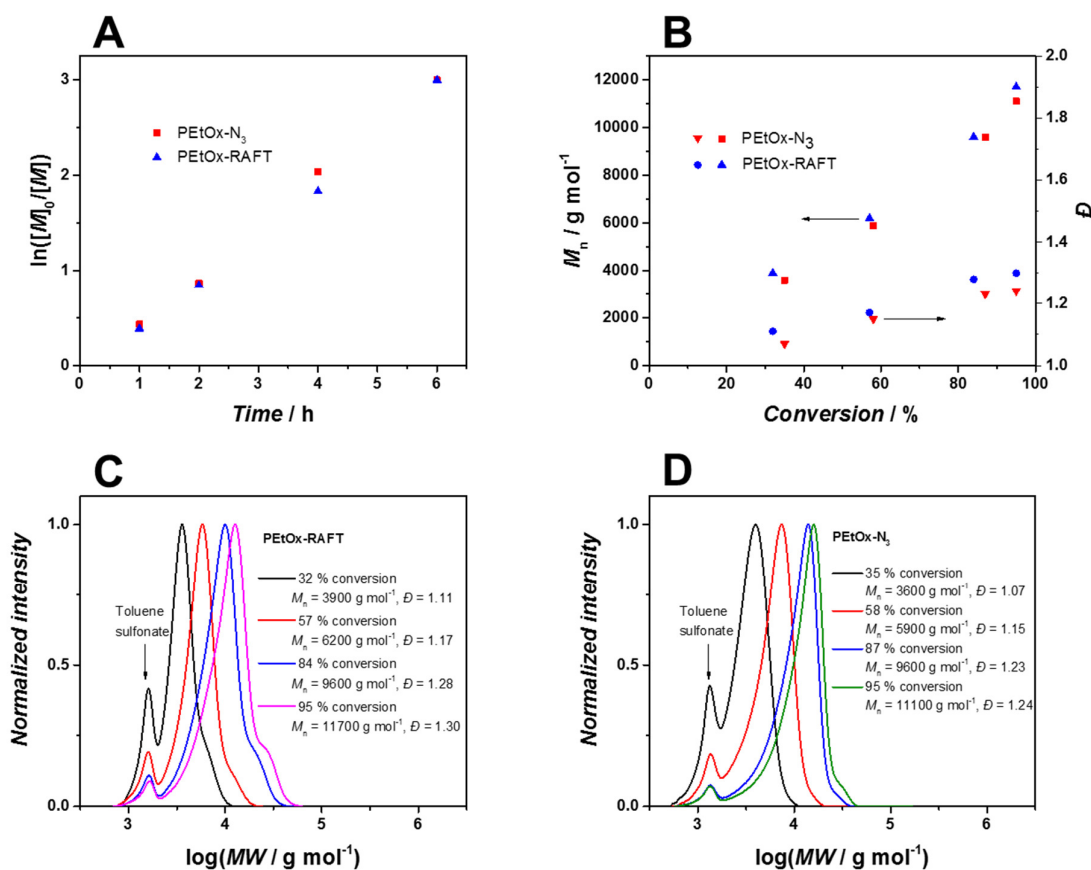 A
ln([M]₀/[M])
3
2
1
0
PEtOx-N₃
PEtOx-RAFT
0 1 2 3 4 5 6
Time / h
B
Mₙ / g mol⁻¹
12000
10000
8000
6000
4000
2000
0
PEtOx-N₃
PEtOx-RAFT
2.0
1.8
1.6
1.4
1.2
1.0
Đ
0 20 40 60 80 100
Conversion / %
C
Normalized intensity
1.0
0.5
0.0
Toluene
sulfonate
PEtOx-RAFT
32 % conversion
Mₙ = 3900 g mol⁻¹, Đ = 1.11
57 % conversion
Mₙ = 6200 g mol⁻¹, Đ = 1.17
84 % conversion
Mₙ = 9600 g mol⁻¹, Đ = 1.28
95 % conversion
Mₙ = 11700 g mol⁻¹, Đ = 1.30
3 4 5 6
log(MW / g mol⁻¹)
D
Normalized intensity
1.0
0.5
0.0
Toluene
sulfonate
PEtOx-N₃
35 % conversion
Mₙ = 3600 g mol⁻¹, Đ = 1.07
58 % conversion
Mₙ = 5900 g mol⁻¹, Đ = 1.15
87 % conversion
Mₙ = 9600 g mol⁻¹, Đ = 1.23
95 % conversion
Mₙ = 11100 g mol⁻¹, Đ = 1.24
3 4 5 6
log(MW / g mol⁻¹)